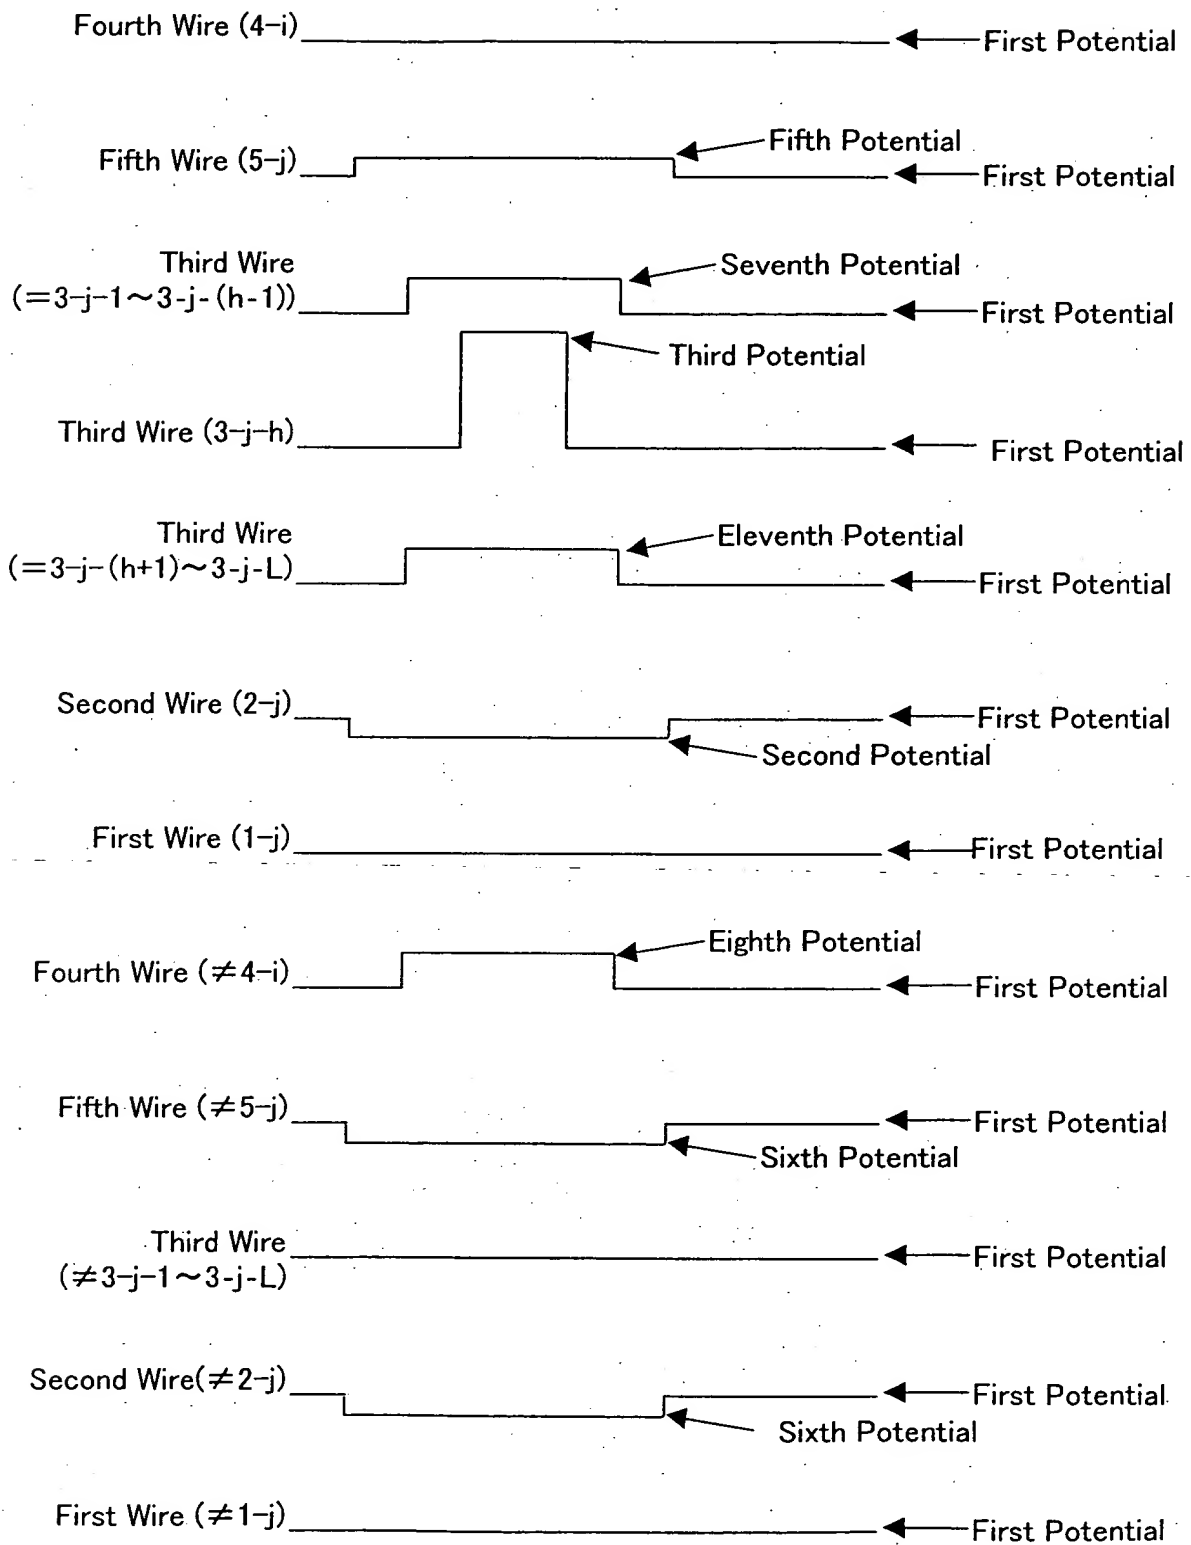 Fourth Wire (4-i)
First Potential
Fifth Potential
Fifth Wire (5-j)
First Potential
Third Wire
(=3-j-1~3-j-(h-1))
Seventh Potential
First Potential
Third Potential
Third Wire (3-j-h)
First Potential
Third Wire
(=3-j-(h+1)~3-j-L)
Eleventh Potential
First Potential
Second Wire (2-j)
First Potential
Second Potential
First Wire (1-j)
First Potential
Eighth Potential
Fourth Wire (≠4-i)
First Potential
Fifth Wire (≠5-j)
First Potential
Sixth Potential
Third Wire
(≠3-j-1~3-j-L)
First Potential
Second Wire(≠2-j)
First Potential
Sixth Potential
First Wire (≠1-j)
First Potential